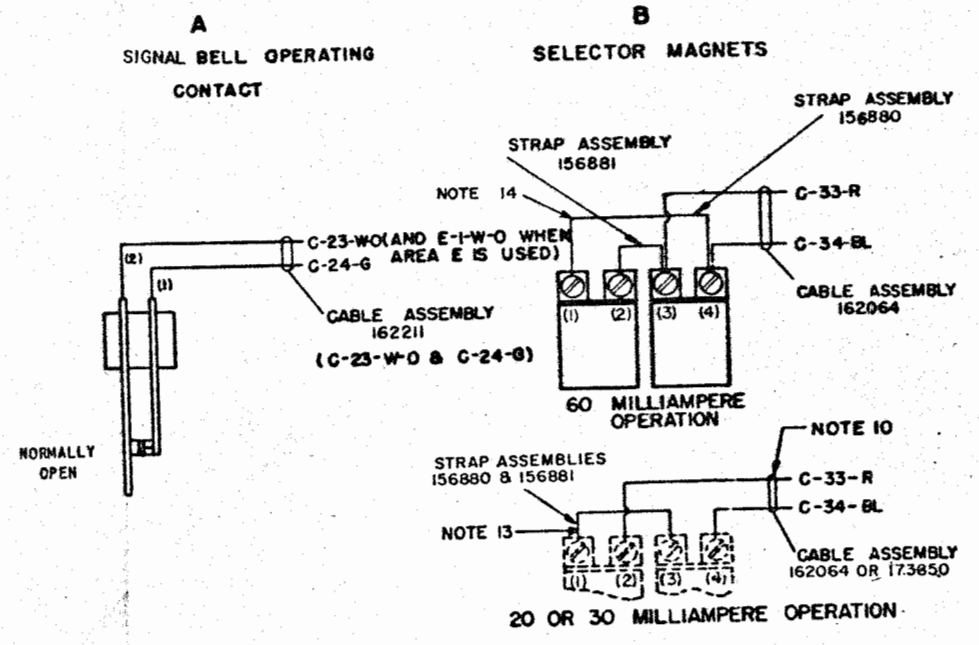 A
SIGNAL BELL OPERATING
CONTACT
(2)
(1)
C-23-WO(AND E-1-W-O WHEN
AREA E IS USED)
C-24-G
CABLE ASSEMBLY
162211
(C-23-W-O & C-24-G)
NORMALLY
OPEN
B
SELECTOR MAGNETS
STRAP ASSEMBLY
156880
STRAP ASSEMBLY
156881
NOTE 14
C-33-R
C-34-BL
CABLE ASSEMBLY
162064
(1)
(2)
(3)
(4)
60 MILLIAMPERE
OPERATION
NOTE 10
STRAP ASSEMBLIES
156880 & 156881
C-33-R
C-34-BL
NOTE 13
CABLE ASSEMBLY
162064 OR 173850
(1)
(2)
(3)
(4)
20 OR 30 MILLIAMPERE OPERATION